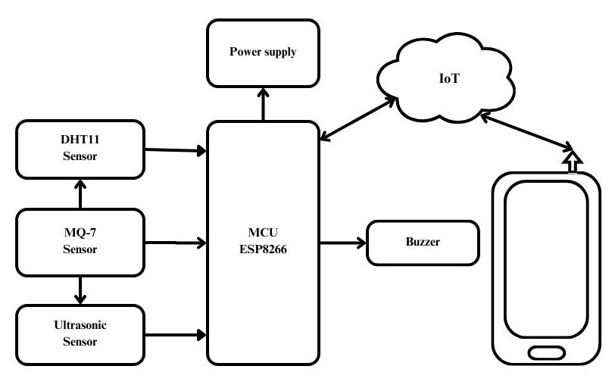 Power supply
IoT
DHT11
Sensor
MQ-7
Sensor
MCU
ESP8266
Buzzer
Ultrasonic
Sensor